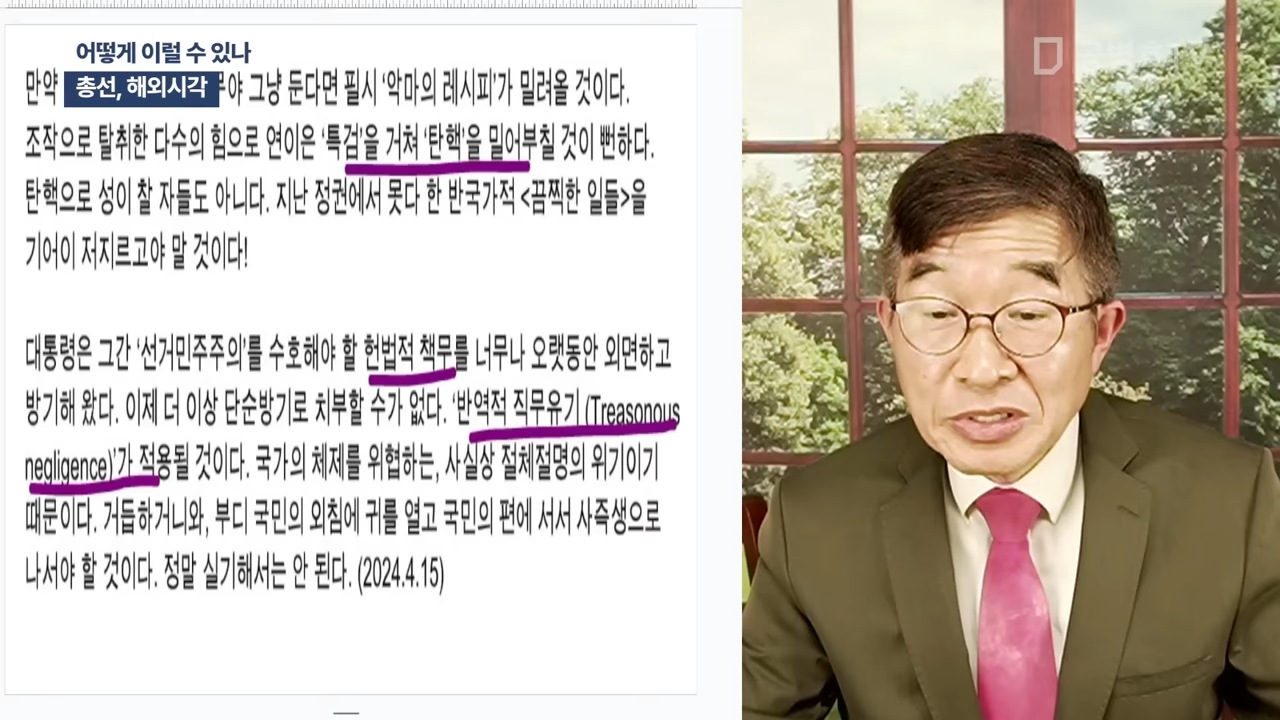 어떻게 이럴 수 있나
총선, 해외시각
만약 야 그냥 둔다면 필시 ‘악마의 레시피’가 밀려올 것이다.
조작으로 탈취한 다수의 힘으로 연이은 ‘특검’을 거쳐 ‘탄핵’을 밀어부칠 것이 뻔하다.
탄핵으로 성이 찰 자들도 아니다. 지난 정권에서 못다 한 반국가적 <끔찍한 일들>을
기어이 저지르고야 말 것이다!
대통령은 그간 ‘선거민주주의’를 수호해야 할 헌법적 책무를 너무나 오랫동안 외면하고
방기해 왔다. 이제 더 이상 단순방기로 치부할 수가 없다. ‘반역적 직무유기 (Treasonous
negligence)’가 적용될 것이다. 국가의 체제를 위협하는, 사실상 절체절명의 위기이기
때문이다. 거듭하거니와, 부디 국민의 외침에 귀를 열고 국민의 편에 서서 사즉생으로
나서야 할 것이다. 정말 실기해서는 안 된다. (2024.4.15)